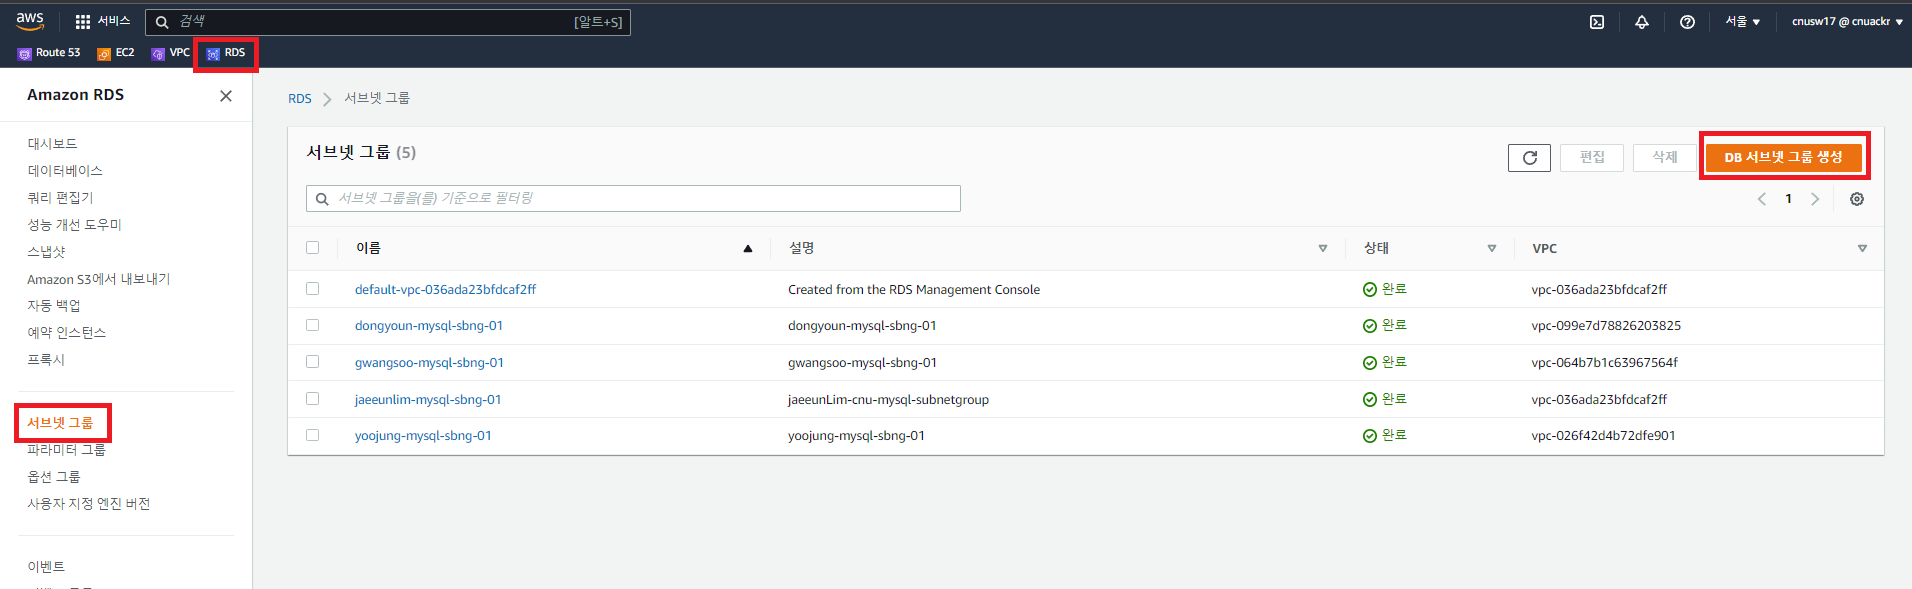 aws 서비스 검색 [알트+S] 서울 ▼ cnusw17 @ cnuackr ▼
Route 53 EC2 VPC RDS
Amazon RDS
대시보드
데이터베이스
쿼리 편집기
성능 개선 도우미
스냅샷
Amazon S3에서 내보내기
자동 백업
예약 인스턴스
프록시
서브넷 그룹
파라미터 그룹
옵션 그룹
사용자 지정 엔진 버전
이벤트
RDS > 서브넷 그룹
서브넷 그룹 (5) 편집 삭제 DB 서브넷 그룹 생성
서브넷 그룹을(를) 기준으로 필터링 1
이름 설명 상태 VPC
default-vpc-036ada23bfdcaf2ff Created from the RDS Management Console 완료 vpc-036ada23bfdcaf2ff
dongyoun-mysql-sbng-01 dongyoun-mysql-sbng-01 완료 vpc-099e7d78826203825
gwangsoo-mysql-sbng-01 gwangsoo-mysql-sbng-01 완료 vpc-064b7b1c63967564f
jaeeunlim-mysql-sbng-01 jaeeunLim-cnu-mysql-subnetgroup 완료 vpc-036ada23bfdcaf2ff
yoojung-mysql-sbng-01 yoojung-mysql-sbng-01 완료 vpc-026f42d4b72dfe901